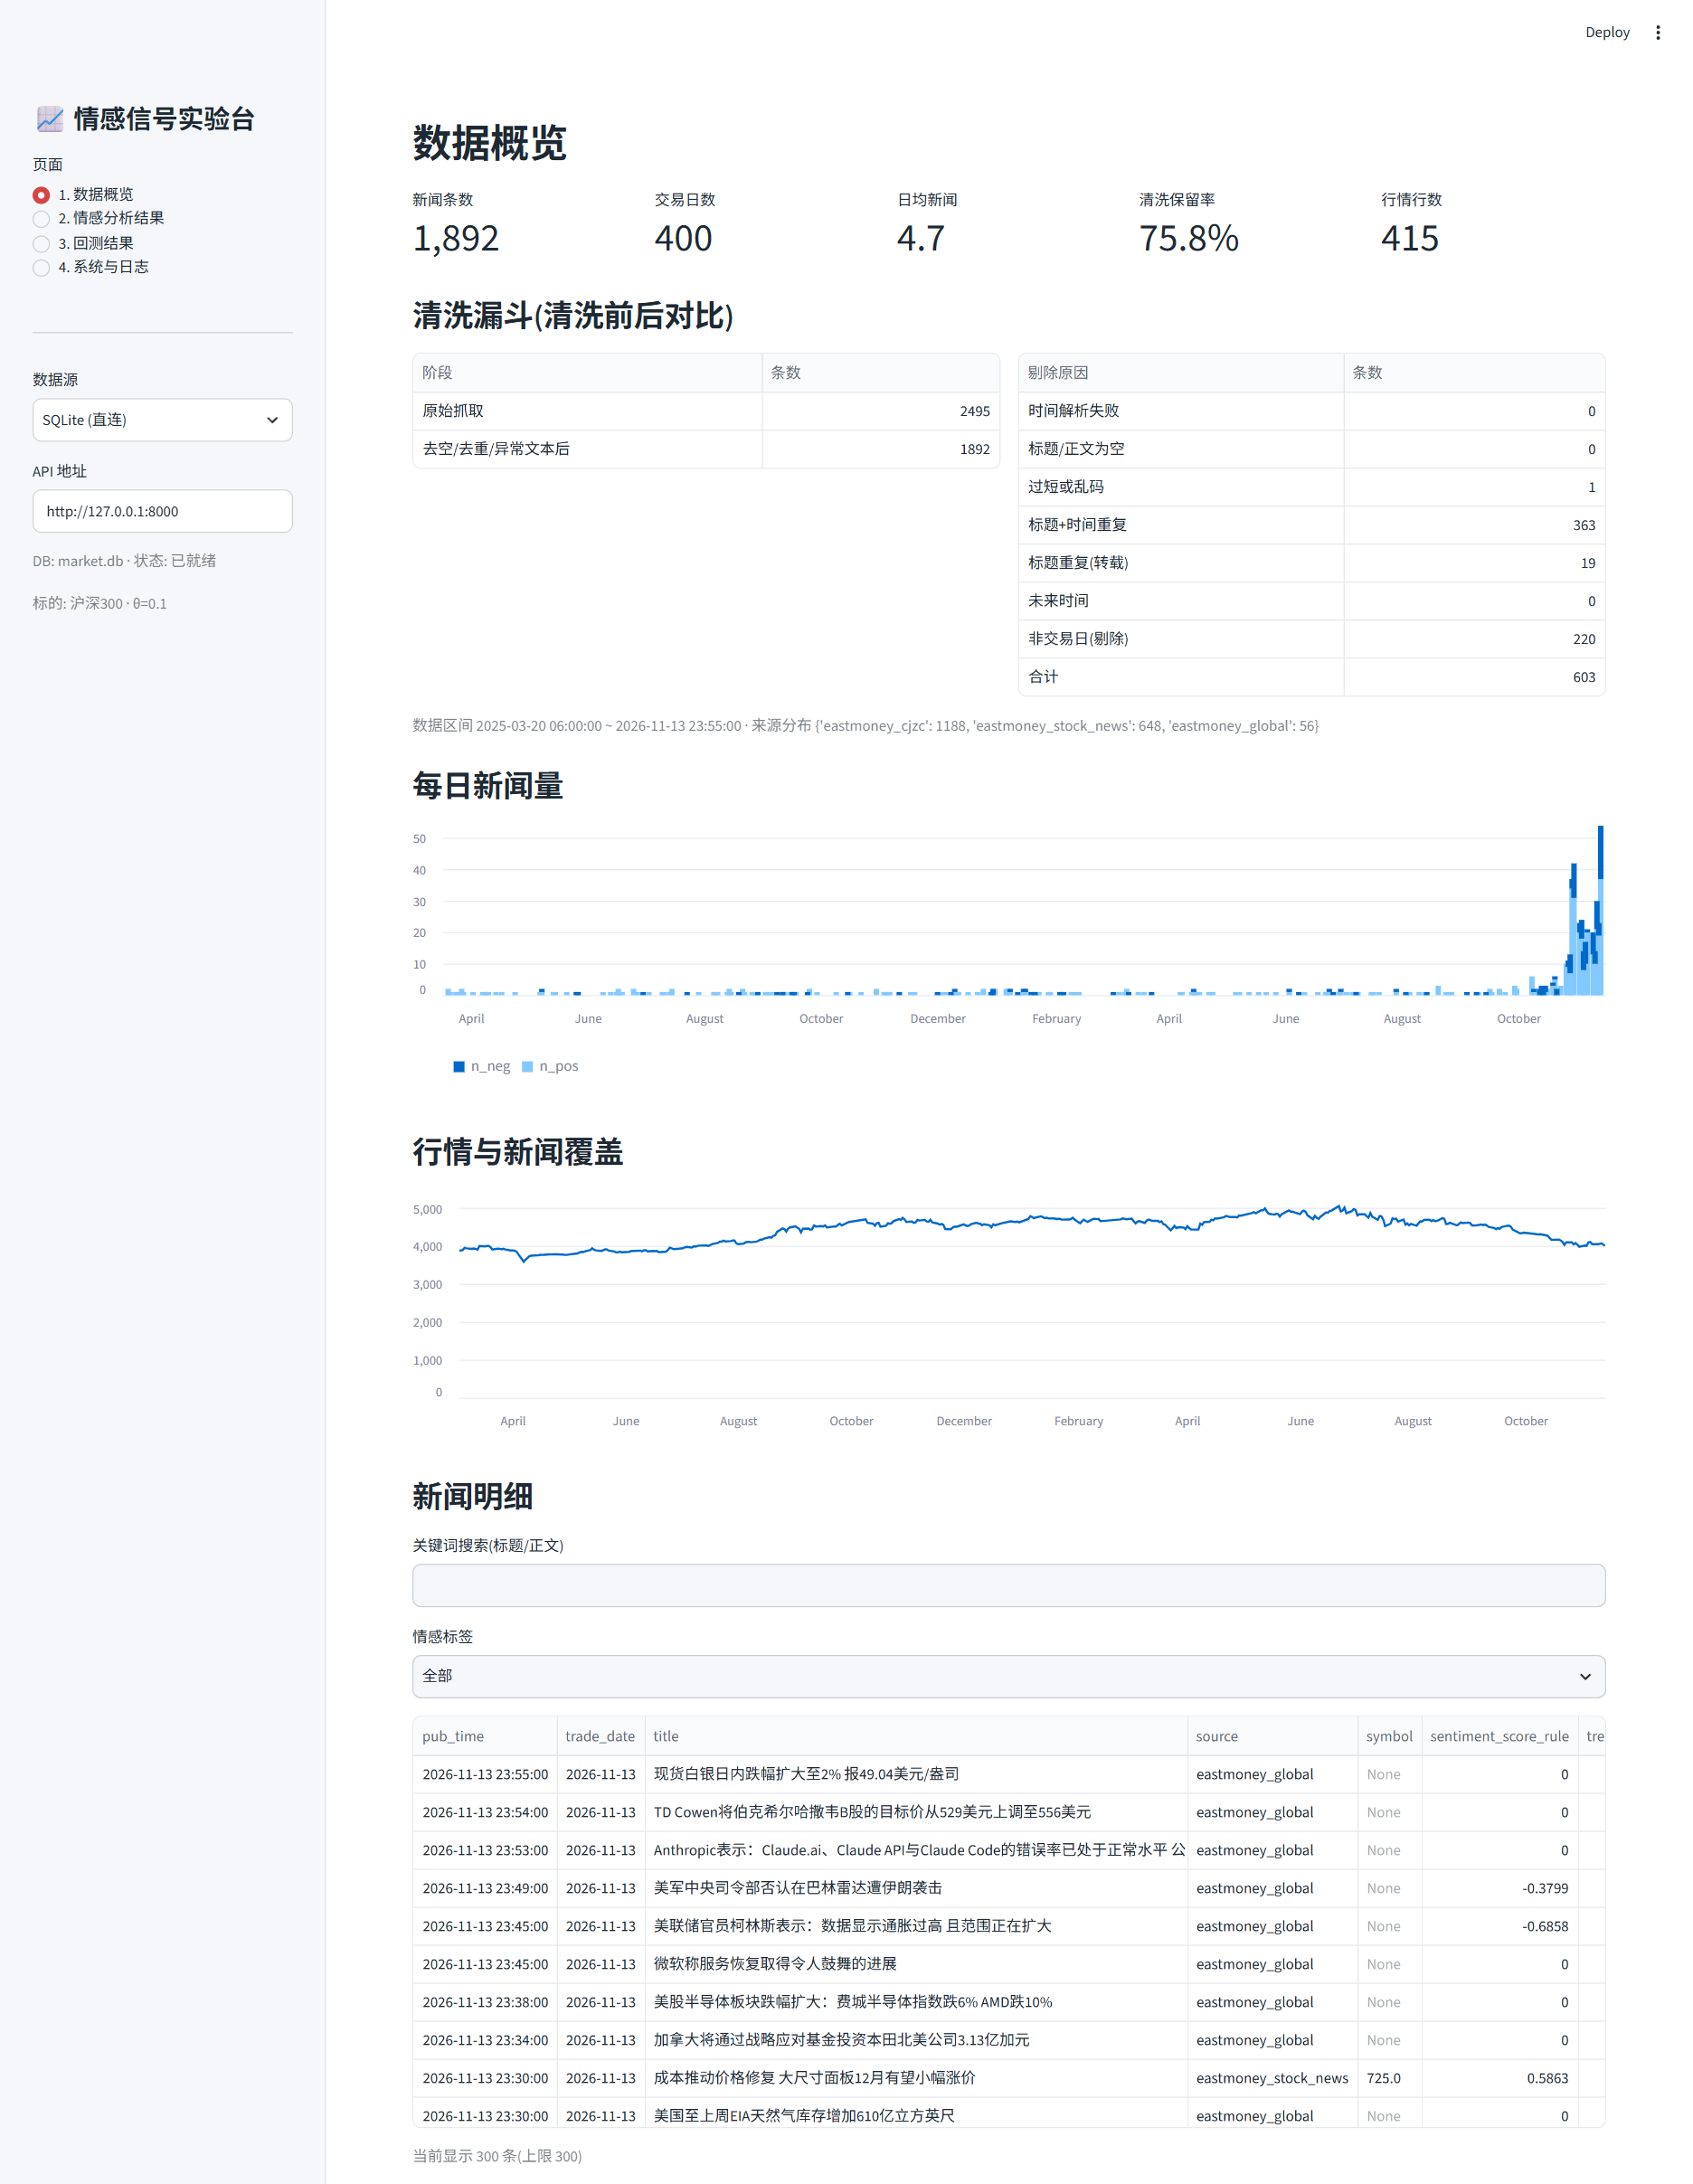 Deploy
情感信号实验台
页面
1. 数据概览
2. 情感分析结果
3. 回测结果
4. 系统与日志
数据源
SQLite (直连)
API 地址
http://127.0.0.1:8000
DB: market.db · 状态: 已就绪
标的: 沪深300 · θ=0.1
数据概览
新闻条数 交易日数 日均新闻 清洗保留率 行情行数
1,892 400 4.7 75.8% 415
清洗漏斗(清洗前后对比)
阶段 条数
原始抓取 2495
去空/去重/异常文本后 1892
剔除原因 条数
时间解析失败 0
标题/正文为空 0
过短或乱码 1
标题+时间重复 363
标题重复(转载) 19
未来时间 0
非交易日(剔除) 220
合计 603
数据区间 2025-03-20 06:00:00 ~ 2026-11-13 23:55:00 · 来源分布 {'eastmoney_cjzc': 1188, 'eastmoney_stock_news': 648, 'eastmoney_global': 56}
每日新闻量
50
40
30
20
10
0
April June August October December February April June August October
n_neg n_pos
行情与新闻覆盖
5,000
4,000
3,000
2,000
1,000
0
April June August October December February April June August October
新闻明细
关键词搜索(标题/正文)
情感标签
全部
pub_time trade_date title source symbol sentiment_score_rule tre
2026-11-13 23:55:00 2026-11-13 现货白银日内跌幅扩大至2% 报49.04美元/盎司 eastmoney_global None 0
2026-11-13 23:54:00 2026-11-13 TD Cowen将伯克希尔哈撒韦B股的目标价从529美元上调至556美元 eastmoney_global None 0
2026-11-13 23:53:00 2026-11-13 Anthropic表示：Claude.ai、Claude API与Claude Code的错误率已处于正常水平 公 eastmoney_global None 0
2026-11-13 23:49:00 2026-11-13 美军中央司令部否认在巴林雷达遭伊朗袭击 eastmoney_global None -0.3799
2026-11-13 23:45:00 2026-11-13 美联储官员柯林斯表示：数据显示通胀过高 且范围正在扩大 eastmoney_global None -0.6858
2026-11-13 23:45:00 2026-11-13 微软称服务恢复取得令人鼓舞的进展 eastmoney_global None 0
2026-11-13 23:38:00 2026-11-13 美股半导体板块跌幅扩大：费城半导体指数跌6% AMD跌10% eastmoney_global None 0
2026-11-13 23:34:00 2026-11-13 加拿大将通过战略应对基金投资本田北美公司3.13亿加元 eastmoney_global None 0
2026-11-13 23:30:00 2026-11-13 成本推动价格修复 大尺寸面板12月有望小幅涨价 eastmoney_stock_news 725.0 0.5863
2026-11-13 23:30:00 2026-11-13 美国至上周EIA天然气库存增加610亿立方英尺 eastmoney_global None 0
当前显示 300 条(上限 300)